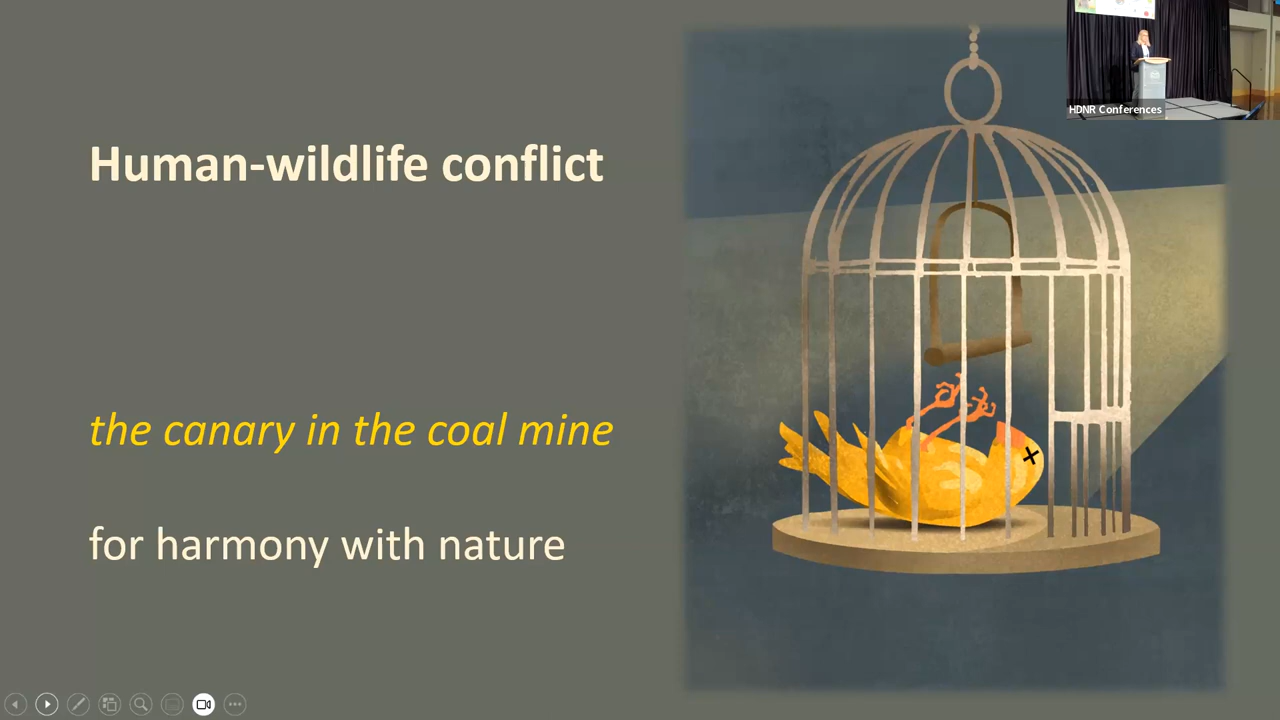 Human-wildlife conflict
the canary in the coal mine
for harmony with nature
HDNR Conferences